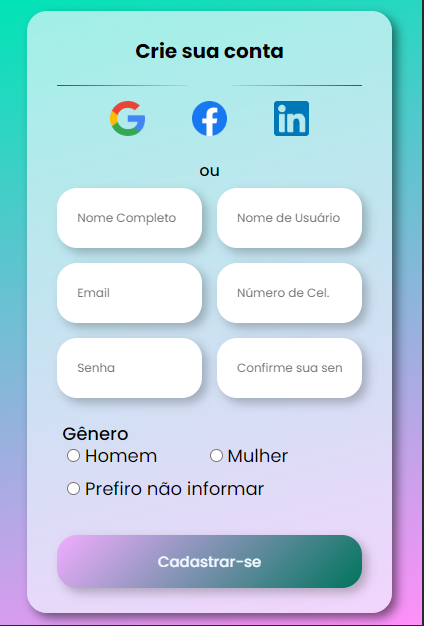 Crie sua conta
in
ou
Nome Completo
Nome de Usuário
Email
Número de Cel.
Senha
Confirme sua sen
Gênero
Homem
Mulher
Prefiro não informar
Cadastrar-se